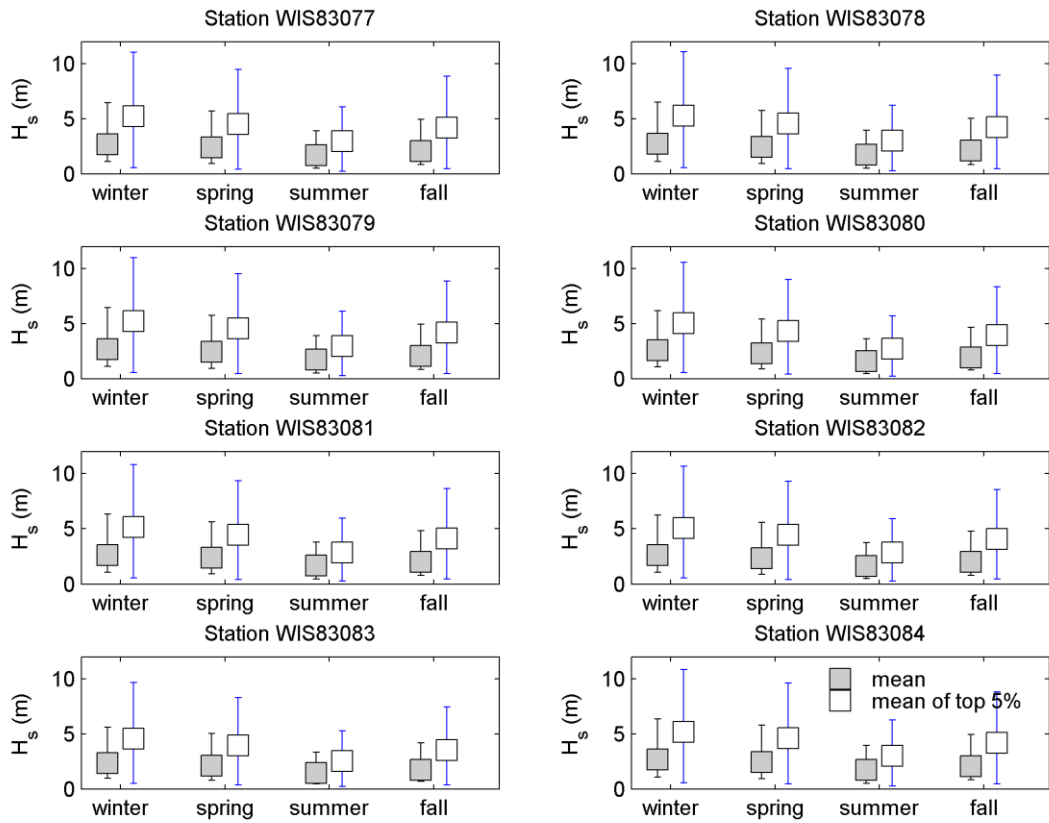 Station WIS83077
H_s (m)
10
5
0
winter spring summer fall
Station WIS83078
H_s (m)
10
5
0
winter spring summer fall
Station WIS83079
H_s (m)
10
5
0
winter spring summer fall
Station WIS83080
H_s (m)
10
5
0
winter spring summer fall
Station WIS83081
H_s (m)
10
5
0
winter spring summer fall
Station WIS83082
H_s (m)
10
5
0
winter spring summer fall
Station WIS83083
H_s (m)
10
5
0
winter spring summer fall
Station WIS83084
H_s (m)
10
5
0
mean
mean of top 5%
winter spring summer fall